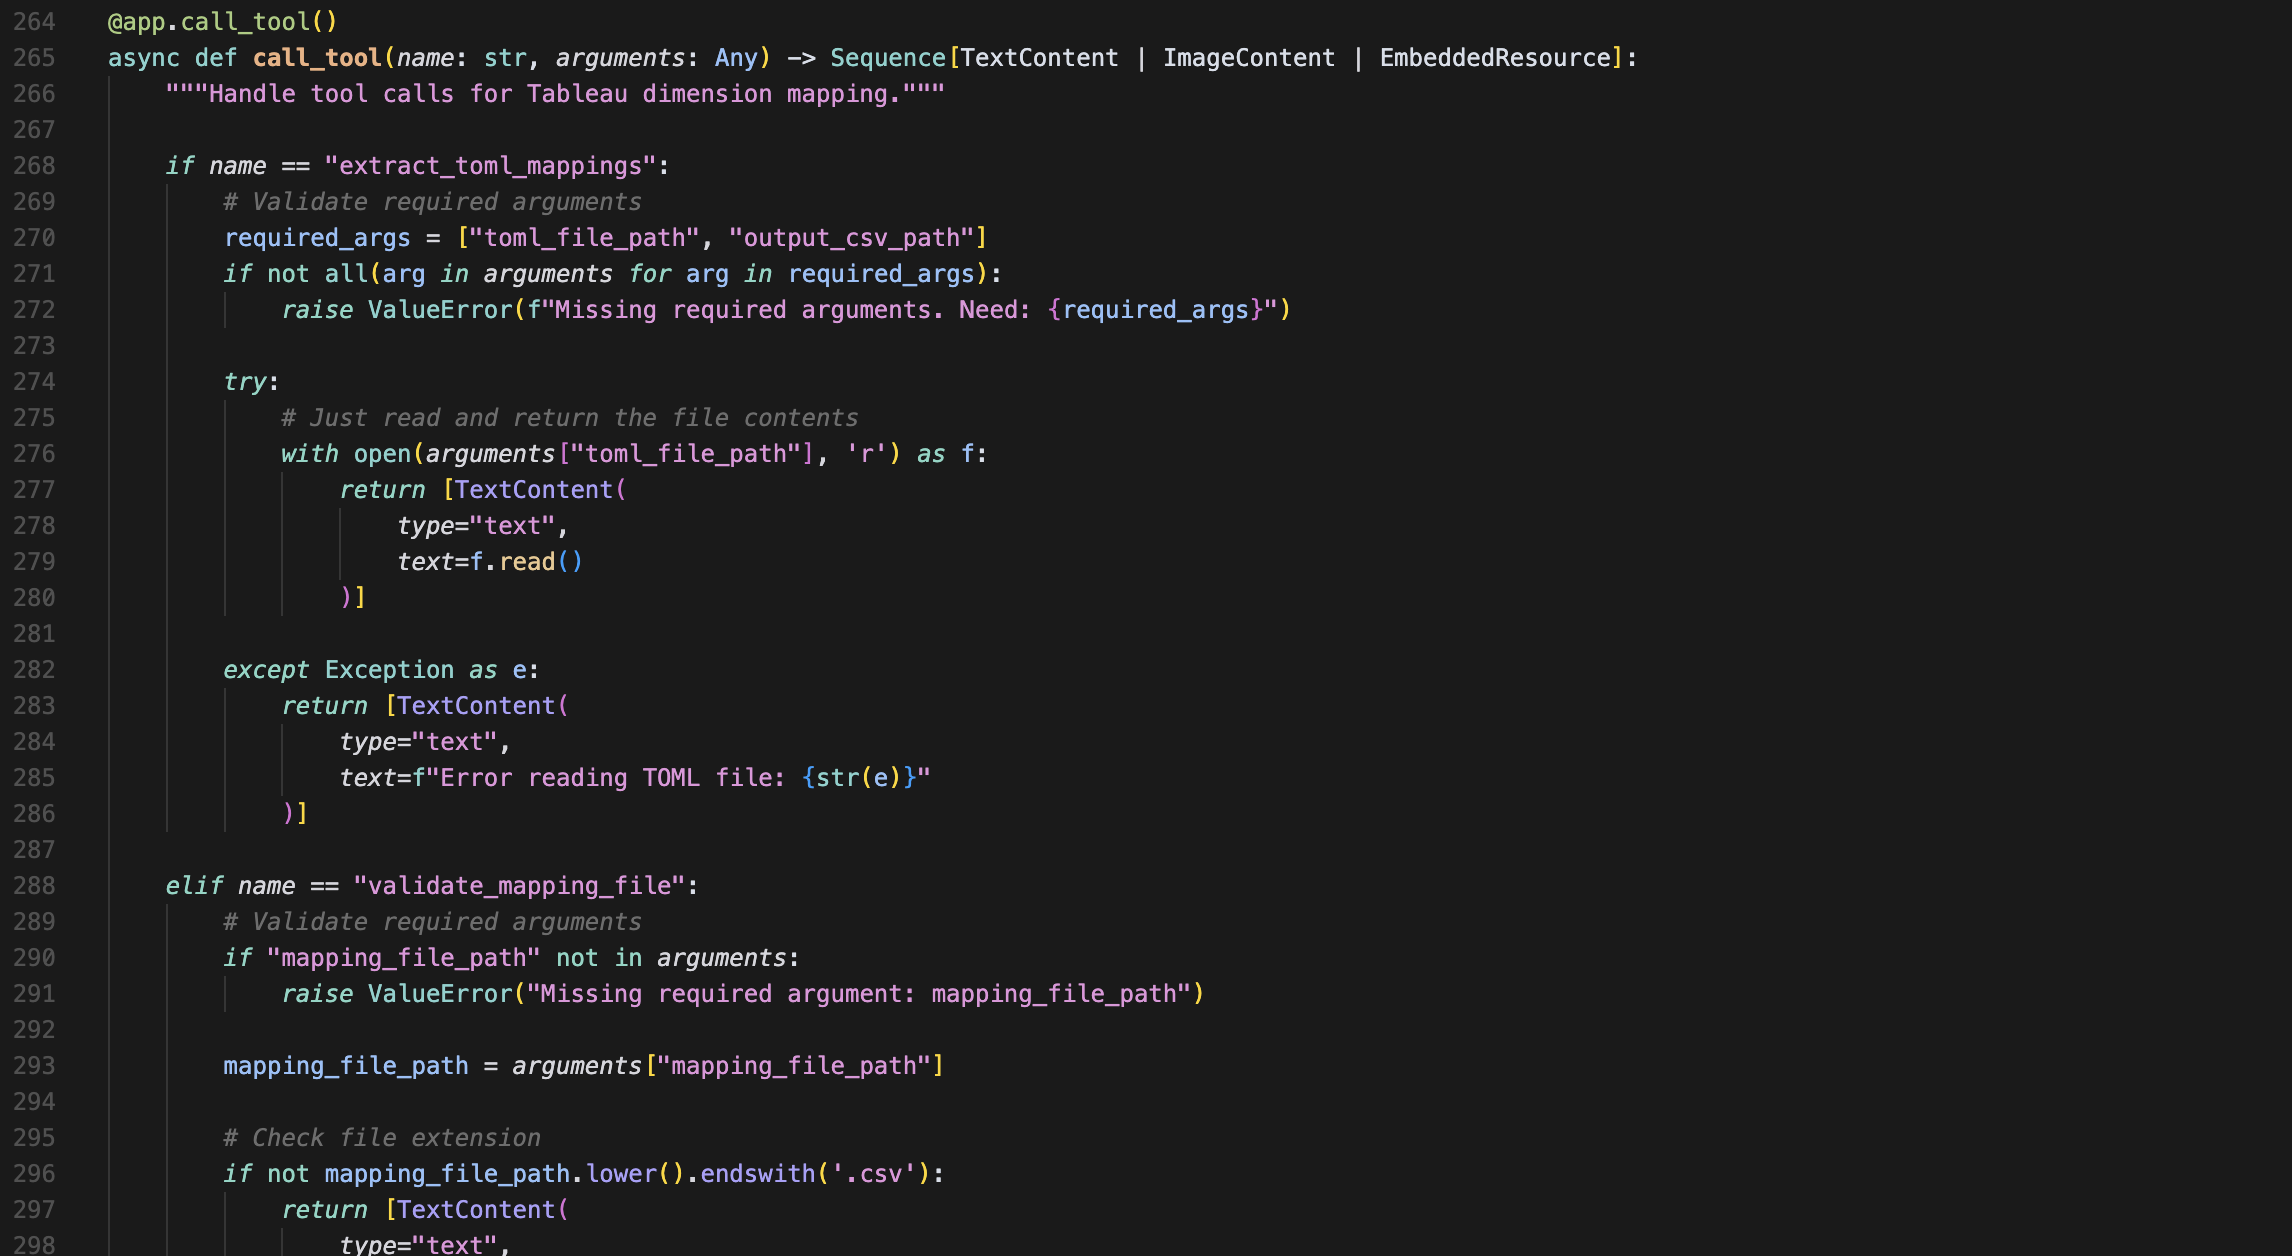 264 @app.call_tool()
265 async def call_tool(name: str, arguments: Any) -> Sequence[TextContent | ImageContent | EmbeddedResource]:
266     """Handle tool calls for Tableau dimension mapping."""
267
268     if name == "extract_toml_mappings":
269         # Validate required arguments
270         required_args = ["toml_file_path", "output_csv_path"]
271         if not all(arg in arguments for arg in required_args):
272             raise ValueError(f"Missing required arguments. Need: {required_args}")
273
274         try:
275             # Just read and return the file contents
276             with open(arguments["toml_file_path"], 'r') as f:
277                 return [TextContent(
278                     type="text",
279                     text=f.read()
280                 )]
281
282         except Exception as e:
283             return [TextContent(
284                 type="text",
285                 text=f"Error reading TOML file: {str(e)}"
286             )]
287
288     elif name == "validate_mapping_file":
289         # Validate required arguments
290         if "mapping_file_path" not in arguments:
291             raise ValueError("Missing required argument: mapping_file_path")
292
293         mapping_file_path = arguments["mapping_file_path"]
294
295         # Check file extension
296         if not mapping_file_path.lower().endswith('.csv'):
297             return [TextContent(
298                 type="text",